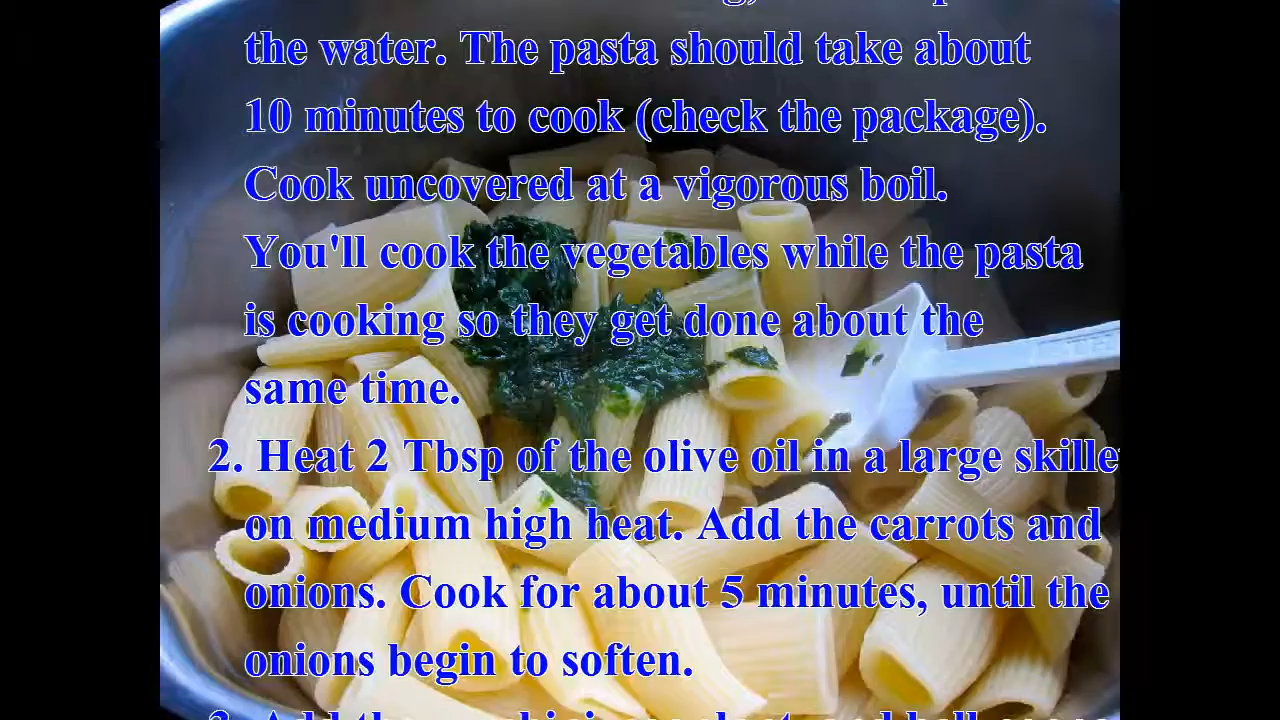 the water. The pasta should take about
10 minutes to cook (check the package).
Cook uncovered at a vigorous boil.
You'll cook the vegetables while the pasta
is cooking so they get done about the
same time.
2. Heat 2 Tbsp of the olive oil in a large skille
on medium high heat. Add the carrots and
onions. Cook for about 5 minutes, until the
onions begin to soften.